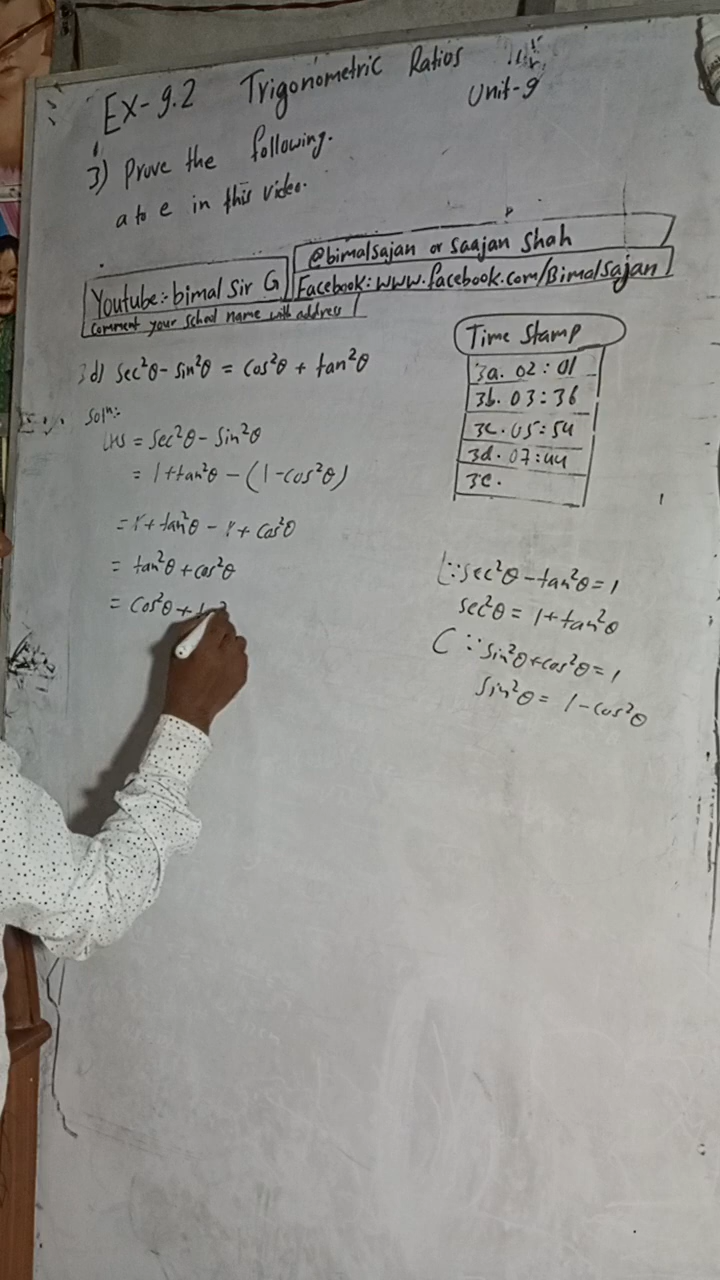 Ex-9.2 Trigonometric Ratios
Unit-9
3) Prove the following.
a to e in this video.
@bimalsajan or Saajan Shah
Youtube:- bimal Sir G
Facebook: www.facebook.com/Bimalsajan
Comment your School name with address
Time Stamp
3a. 02:01
3b. 03:36
3c. 05:54
3d. 07:44
3e.
3d) sec²θ - sin²θ = cos²θ + tan²θ
Solⁿ:-
LHS = sec²θ - sin²θ
= 1+tan²θ - (1-cos²θ)
= 1+tan²θ - 1+cos²θ
= tan²θ + cos²θ
= cos²θ +
(∵ sec²θ - tan²θ = 1
sec²θ = 1+tan²θ
(∵ sin²θ+cos²θ = 1
sin²θ = 1-cos²θ